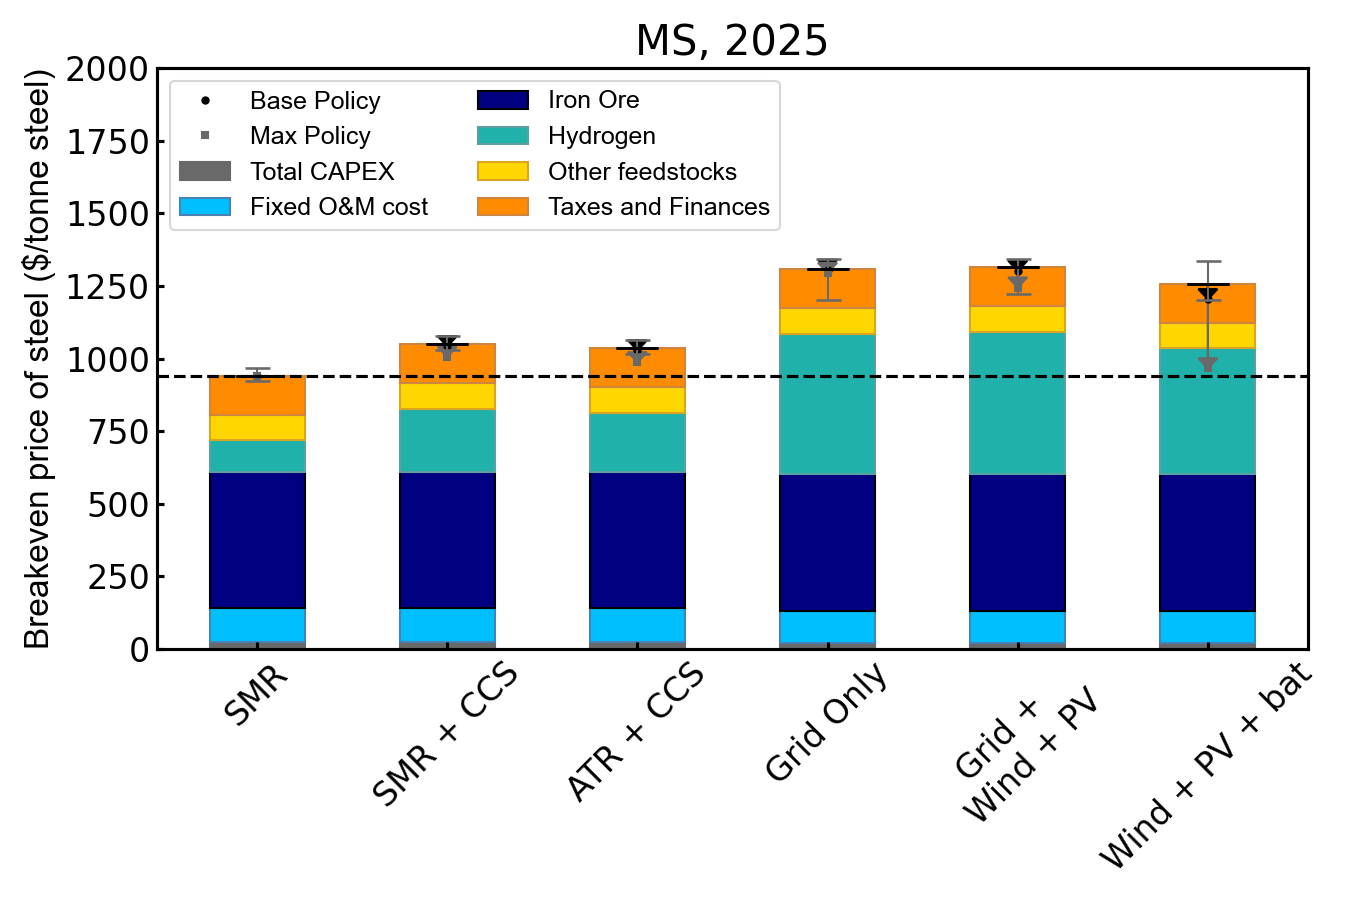 MS, 2025
Breakeven price of steel ($/tonne steel)
2000
1750
1500
1250
1000
750
500
250
0
Base Policy
Max Policy
Total CAPEX
Fixed O&M cost
Iron Ore
Hydrogen
Other feedstocks
Taxes and Finances
SMR
SMR + CCS
ATR + CCS
Grid Only
Grid +
Wind + PV
Wind + PV + bat